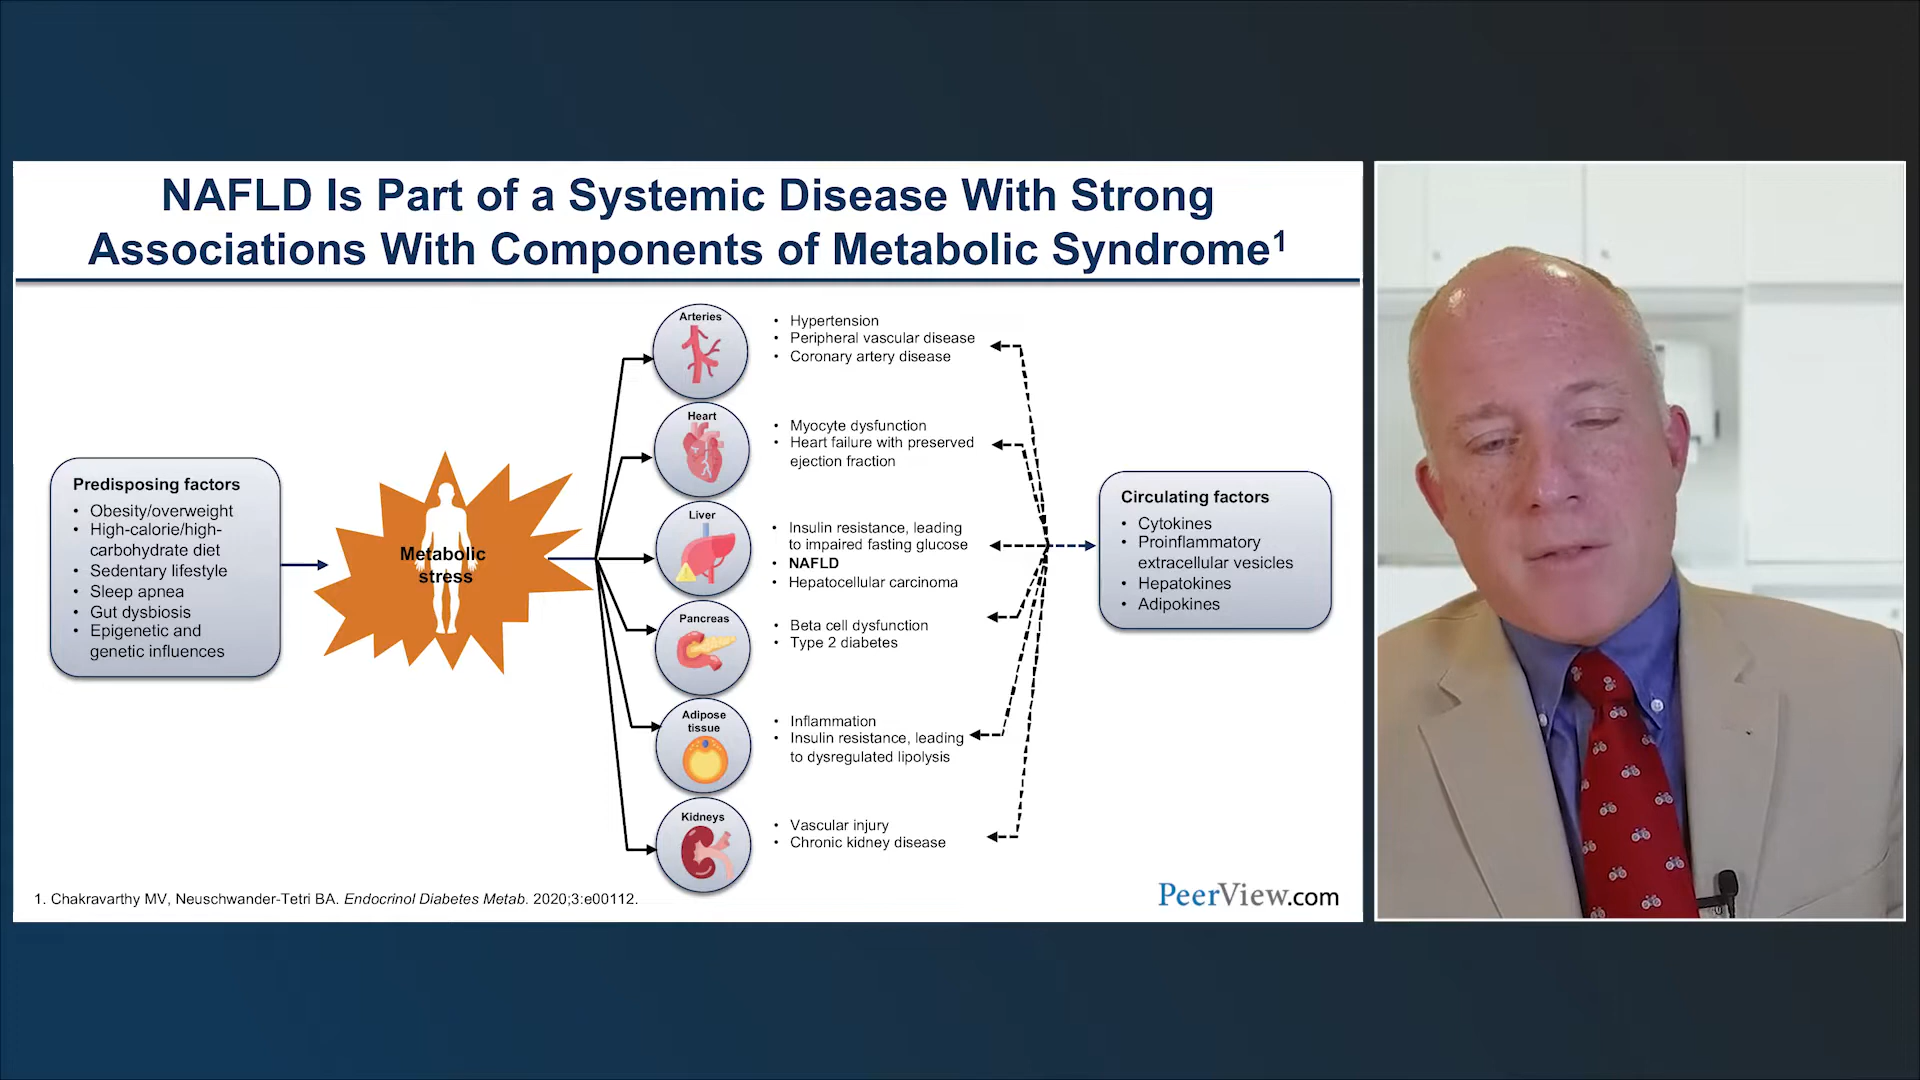 NAFLD Is Part of a Systemic Disease With Strong
Associations With Components of Metabolic Syndrome¹
Predisposing factors
• Obesity/overweight
• High-calorie/high-
carbohydrate diet
• Sedentary lifestyle
• Sleep apnea
• Gut dysbiosis
• Epigenetic and
genetic influences
Metabolic
stress
Arteries
• Hypertension
• Peripheral vascular disease
• Coronary artery disease
Heart
• Myocyte dysfunction
• Heart failure with preserved
ejection fraction
Liver
• Insulin resistance, leading
to impaired fasting glucose
• NAFLD
• Hepatocellular carcinoma
Pancreas
• Beta cell dysfunction
• Type 2 diabetes
Adipose
tissue
• Inflammation
• Insulin resistance, leading
to dysregulated lipolysis
Kidneys
• Vascular injury
• Chronic kidney disease
Circulating factors
• Cytokines
• Proinflammatory
extracellular vesicles
• Hepatokines
• Adipokines
1. Chakravarthy MV, Neuschwander-Tetri BA. Endocrinol Diabetes Metab. 2020;3:e00112.
PeerView.com